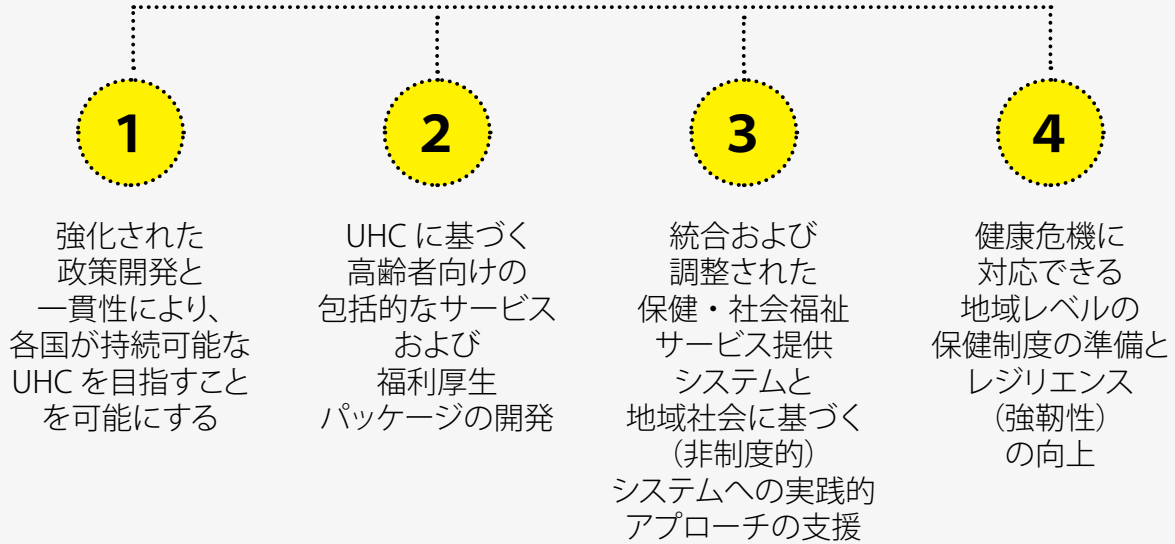 1
強化された
政策開発と
一貫性により、
各国が持続可能な
UHC を目指すこと
を可能にする
2
UHC に基づく
高齢者向けの
包括的なサービス
および
福利厚生
パッケージの開発
3
統合および
調整された
保健・社会福祉
サービス提供
システムと
地域社会に基づく
（非制度的）
システムへの実践的
アプローチの支援
4
健康危機に
対応できる
地域レベルの
保健制度の準備と
レジリエンス
（強靭性）
の向上